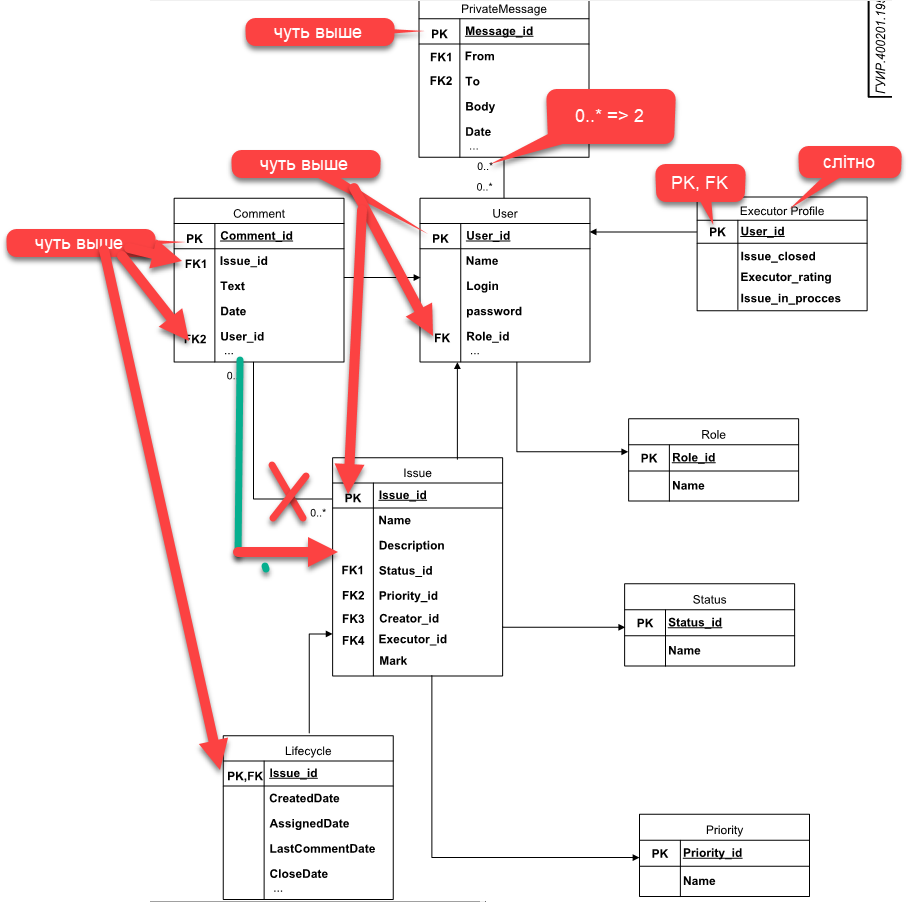 PrivateMessage
PK Message_id
FK1 From
FK2 To
Body
Date
...
чуть выше
0..* => 2
0..*
0..*
чуть выше
PK, FK
слітно
чуть выше
Comment
PK Comment_id
FK1 Issue_id
Text
Date
FK2 User_id
...
0..
User
PK User_id
Name
Login
password
FK Role_id
...
Executor Profile
PK User_id
Issue_closed
Executor_rating
Issue_in_procces
Role
PK Role_id
Name
Issue
PK Issue_id
Name
Description
FK1 Status_id
FK2 Priority_id
FK3 Creator_id
FK4 Executor_id
Mark
0..*
Status
PK Status_id
Name
Lifecycle
PK,FK Issue_id
CreatedDate
AssignedDate
LastCommentDate
CloseDate
...
Priority
PK Priority_id
Name